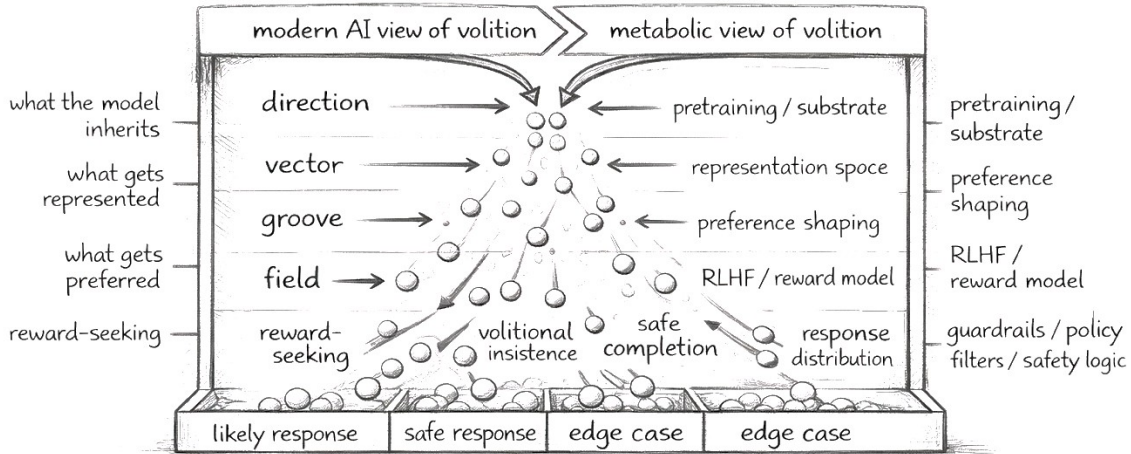 modern AI view of volition
metabolic view of volition
what the model
inherits
what gets
represented
what gets
preferred
reward-seeking
direction
vector
groove
field
reward-
seeking
volitional
insistence
safe
completion
pretraining / substrate
representation spoce
preference shaping
RLHF / reward model
response
distribution
pretraining /
substrate
preference
shaping
RLHF /
reward model
guardrails / policy
filters / safety logic
likely response
safe response
edge case
edge case